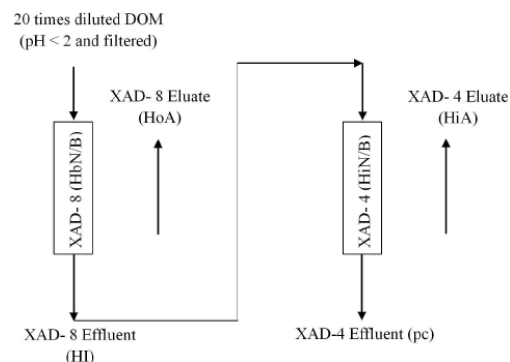 20 times diluted DOM
(pH < 2 and filtered)
XAD- 8 Eluate
(HoA)
XAD- 8 (HbN/B)
XAD- 8 Effluent
(HI)
XAD- 4 Eluate
(HiA)
XAD- 4 (HiN/B)
XAD-4 Effluent (pc)